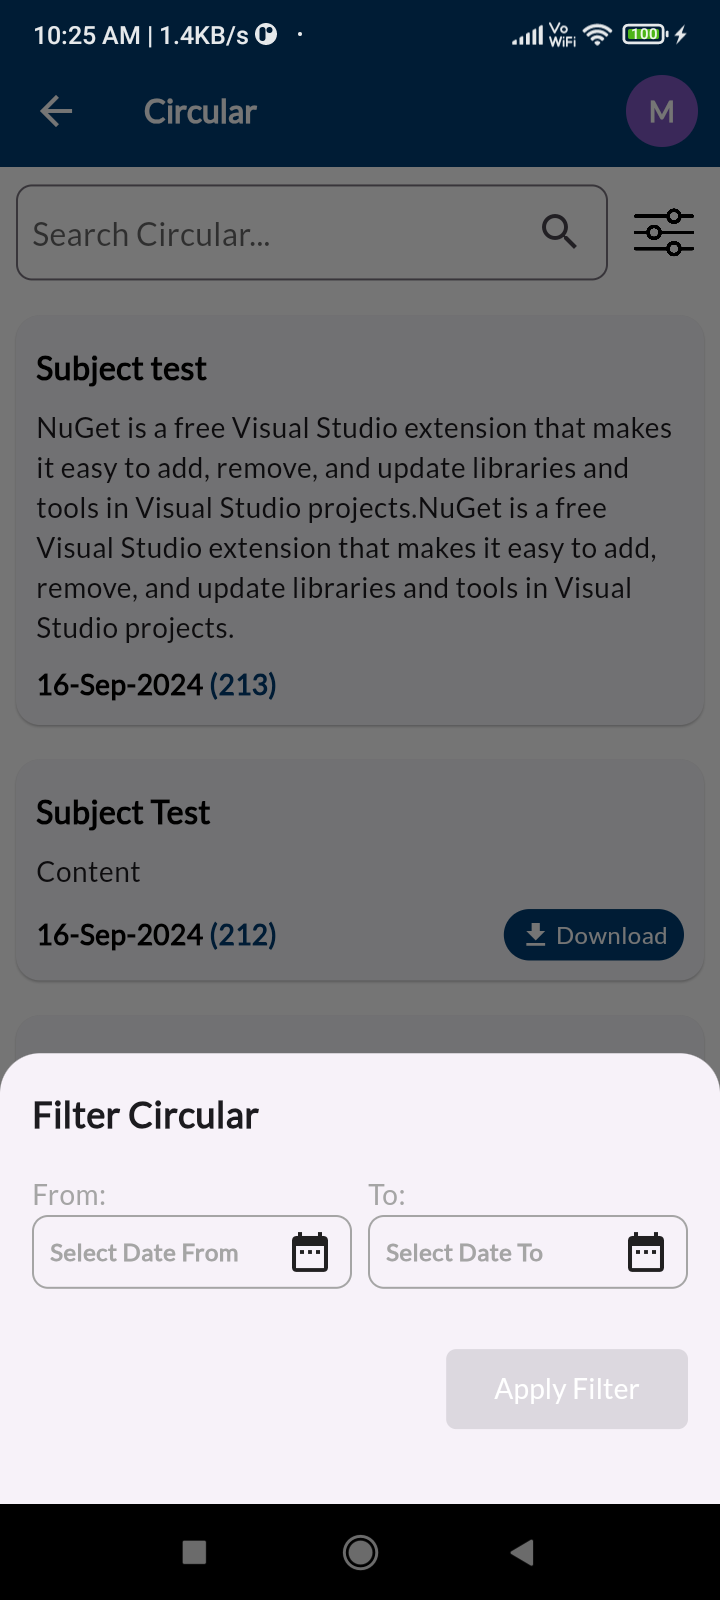 10:25 AM | 1.4KB/s
Vo
WiFi
100
Circular
M
Search Circular...
Subject test
NuGet is a free Visual Studio extension that makes
it easy to add, remove, and update libraries and
tools in Visual Studio projects.NuGet is a free
Visual Studio extension that makes it easy to add,
remove, and update libraries and tools in Visual
Studio projects.
16-Sep-2024 (213)
Subject Test
Content
16-Sep-2024 (212)
Download
Filter Circular
From:
To:
Select Date From
Select Date To
Apply Filter